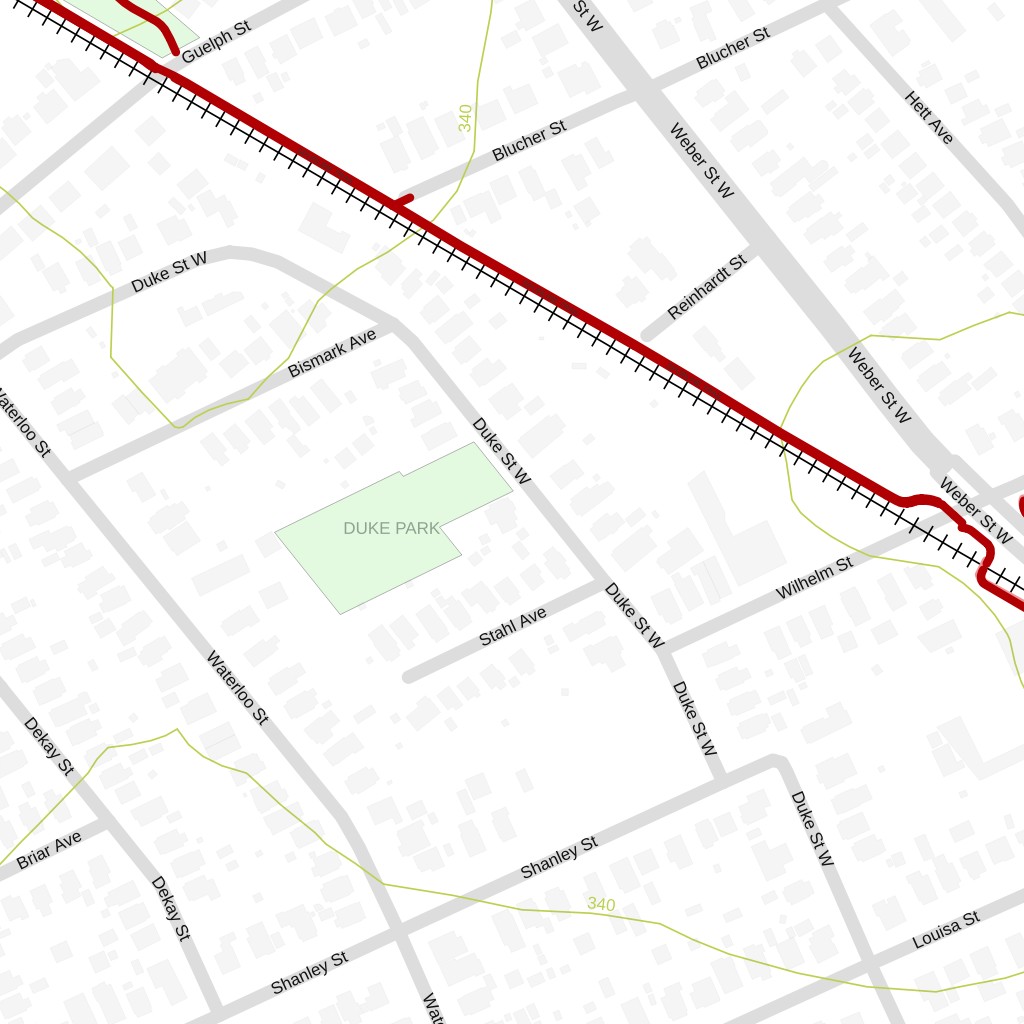 St W
Guelph St
Blucher St
340
Hett Ave
Blucher St
Weber St W
Duke St W
Reinhardt St
Bismark Ave
Weber St W
Waterloo St
Duke St W
Weber St W
DUKE PARK
Wilhelm St
Duke St W
Stahl Ave
Waterloo St
Duke St W
Dekay St
Duke St W
Briar Ave
Shanley St
Dekay St
340
Louisa St
Shanley St
Wate